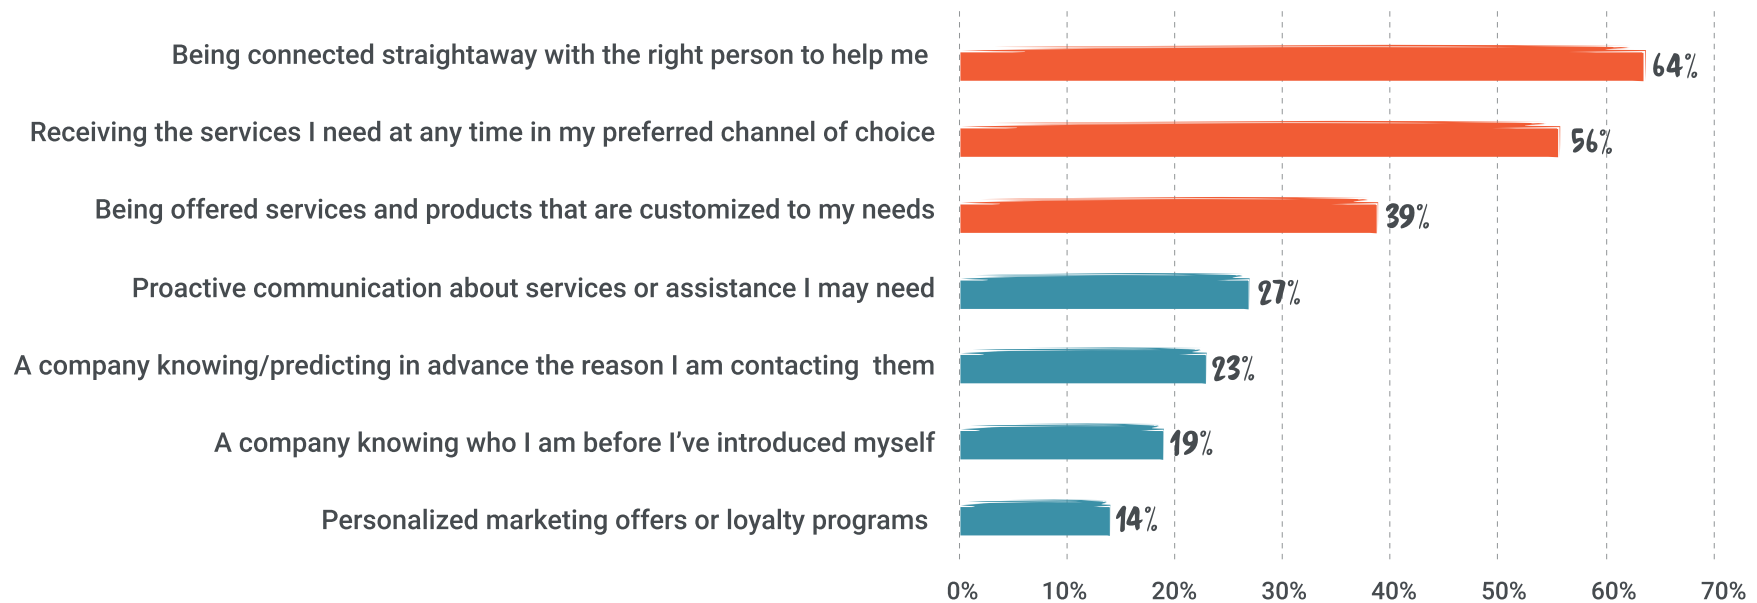 Being connected straightaway with the right person to help me 64%
Receiving the services I need at any time in my preferred channel of choice 56%
Being offered services and products that are customized to my needs 39%
Proactive communication about services or assistance I may need 27%
A company knowing/predicting in advance the reason I am contacting  them 23%
A company knowing who I am before I’ve introduced myself 19%
Personalized marketing offers or loyalty programs 14%
0% 10% 20% 30% 40% 50% 60% 70%